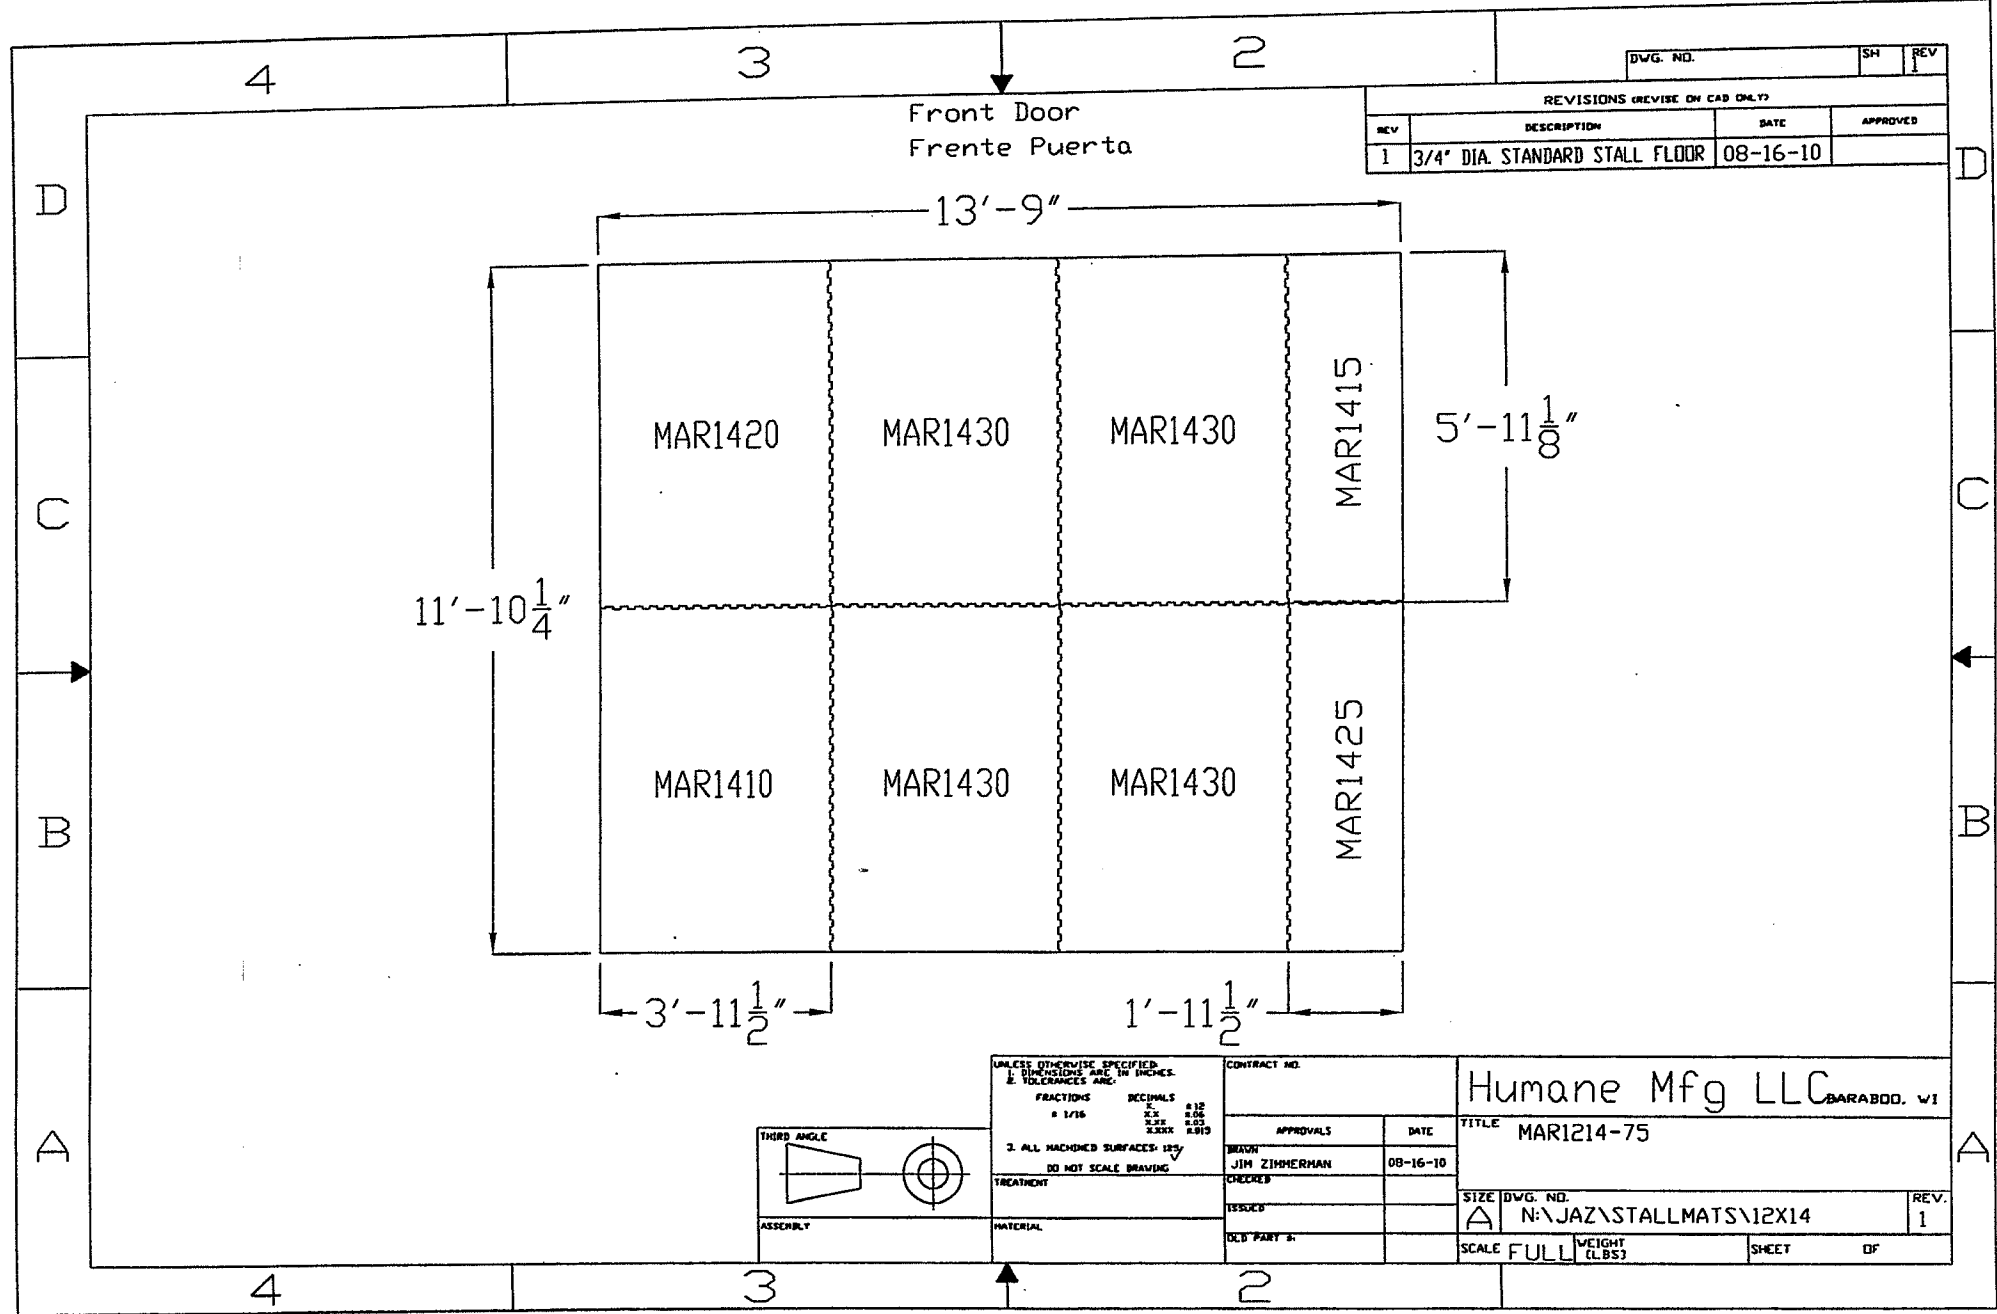 4
3
2
DWG. NO.
SH
REV
1
REVISIONS (REVISE ON CAD ONLY)
REV
DESCRIPTION
DATE
APPROVED
1
3/4" DIA. STANDARD STALL FLOOR
08-16-10
Front Door
Frente Puerta
D
D
13'-9"
MAR1420
MAR1430
MAR1430
MAR1415
5'-11 1/8"
C
C
11'-10 1/4"
MAR1410
MAR1430
MAR1430
MAR1425
B
B
3'-11 1/2"
1'-11 1/2"
A
A
UNLESS OTHERWISE SPECIFIED
1. DIMENSIONS ARE IN INCHES.
2. TOLERANCES ARE:
FRACTIONS
DECIMALS
1/16
X.
X.X
X.XX
X.XXX
3. ALL MACHINED SURFACES: 125
DO NOT SCALE DRAWING
TREATMENT
MATERIAL
THIRD ANGLE
ASSEMBLY
CONTRACT NO.
APPROVALS
DATE
DRAWN
JIM ZIMMERMAN
08-16-10
CHECKED
ISSUED
OLD PART #:
Humane Mfg LLC BARABOO, WI
TITLE
MAR1214-75
SIZE
A
DWG. NO.
N:\JAZ\STALLMATS\12X14
REV.
1
SCALE FULL
WEIGHT
(LBS)
SHEET
OF
4
3
2